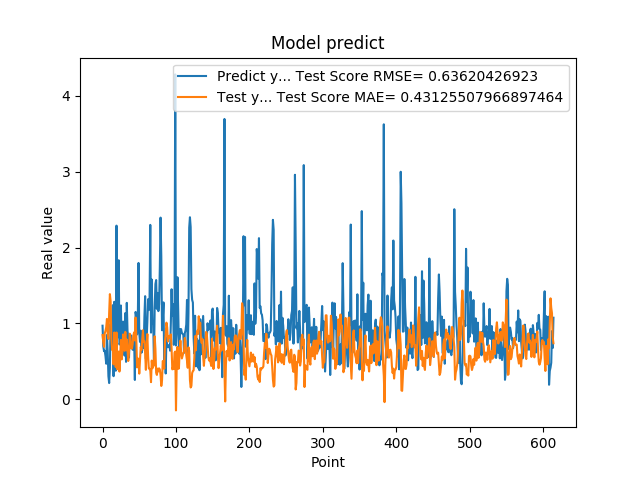 Model predict
Predict y... Test Score RMSE= 0.63620426923
Test y... Test Score MAE= 0.43125507966897464
Real value
4
3
2
1
0
0 100 200 300 400 500 600
Point